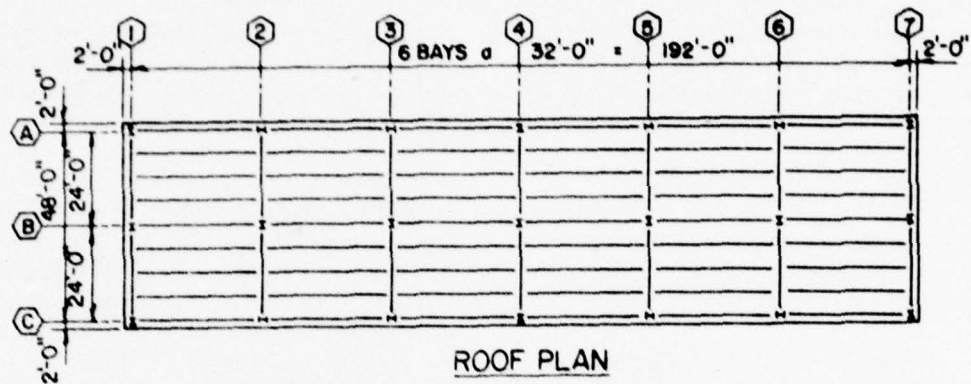 1 2 3 4 5 6 7
2'-0" 6 BAYS a 32'-0" = 192'-0" 2'-0"
2'-0"
A
24'-0"
48'-0"
B
24'-0"
C
2'-0"
ROOF PLAN